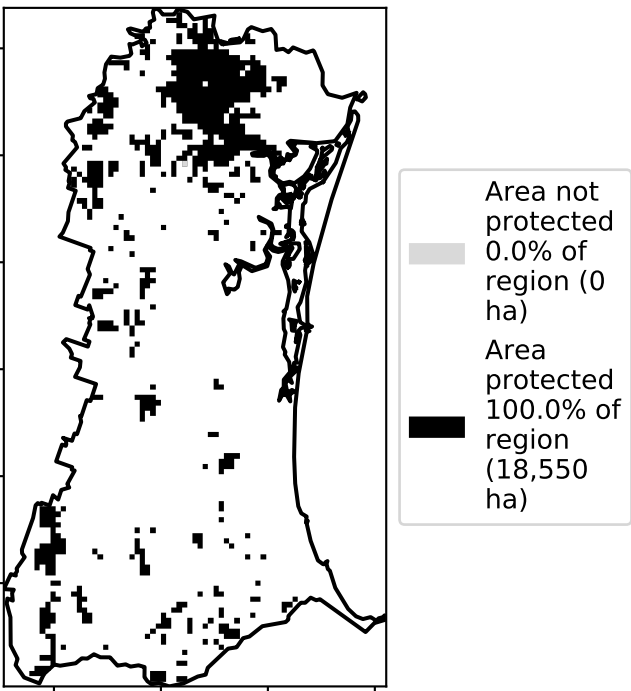 Area not
protected
0.0% of
region (0
ha)
Area
protected
100.0% of
region
(18,550
ha)